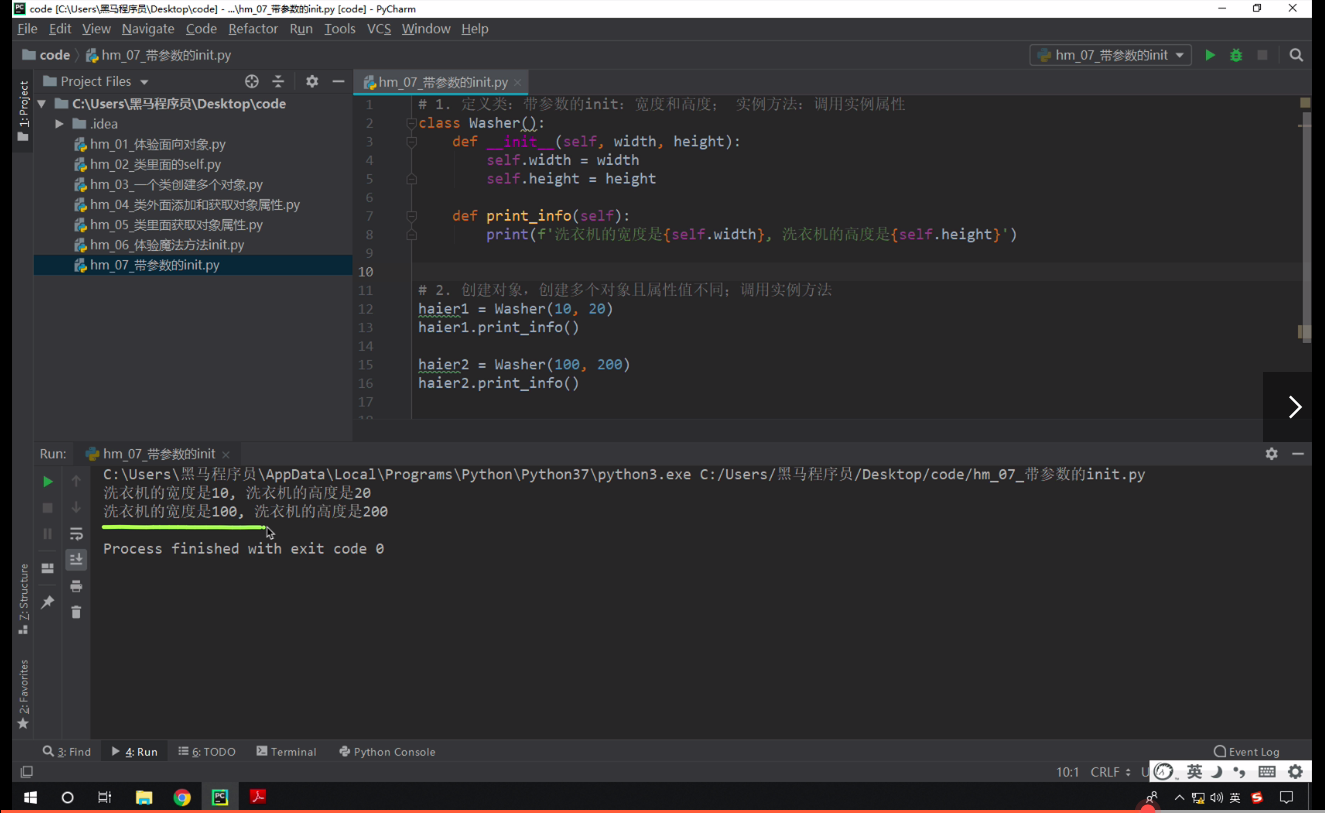 code [C:\Users\黑马程序员\Desktop\code] - ...\hm_07_带参数的init.py [code] - PyCharm
File Edit View Navigate Code Refactor Run Tools VCS Window Help
code hm_07_带参数的init.py
hm_07_带参数的init
1: Project
Project Files
C:\Users\黑马程序员\Desktop\code
.idea
hm_01_体验面向对象.py
hm_02_类里面的self.py
hm_03_一个类创建多个对象.py
hm_04_类外面添加和获取对象属性.py
hm_05_类里面获取对象属性.py
hm_06_体验魔法方法init.py
hm_07_带参数的init.py
hm_07_带参数的init.py
1 # 1. 定义类：带参数的init：宽度和高度； 实例方法：调用实例属性
2 class Washer():
3     def __init__(self, width, height):
4         self.width = width
5         self.height = height
6
7     def print_info(self):
8         print(f'洗衣机的宽度是{self.width}, 洗衣机的高度是{self.height}')
9
10
11 # 2. 创建对象，创建多个对象且属性值不同；调用实例方法
12 haier1 = Washer(10, 20)
13 haier1.print_info()
14
15 haier2 = Washer(100, 200)
16 haier2.print_info()
17
Run: hm_07_带参数的init
C:\Users\黑马程序员\AppData\Local\Programs\Python\Python37\python3.exe C:/Users/黑马程序员/Desktop/code/hm_07_带参数的init.py
洗衣机的宽度是10, 洗衣机的高度是20
洗衣机的宽度是100, 洗衣机的高度是200
Process finished with exit code 0
Z: Structure
2: Favorites
3: Find 4: Run 6: TODO Terminal Python Console
Event Log
10:1 CRLF
英
英